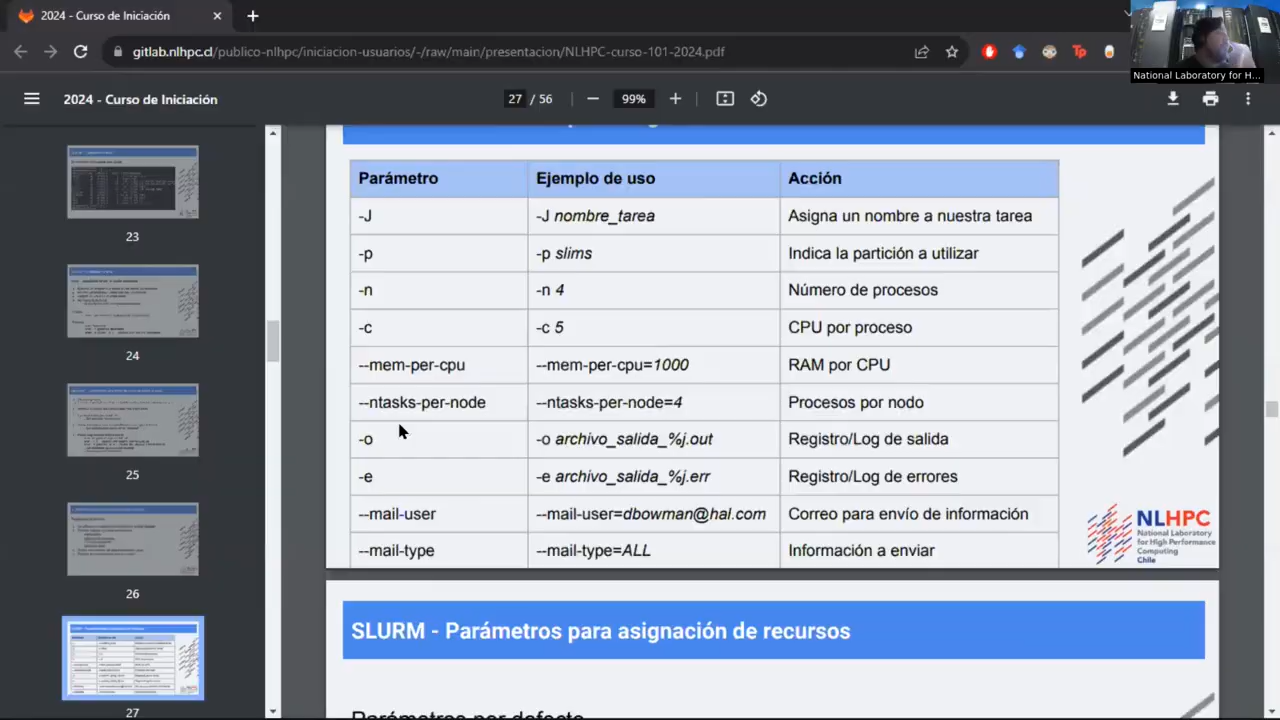 2024 - Curso de Iniciación
gitlab.nlhpc.cl/publico-nlhpc/iniciacion-usuarios/-/raw/main/presentacion/NLHPC-curso-101-2024.pdf
National Laboratory for H...
2024 - Curso de Iniciación
27 / 56
99%
23
24
25
26
27
Parámetro Ejemplo de uso Acción
-J -J nombre_tarea Asigna un nombre a nuestra tarea
-p -p slims Indica la partición a utilizar
-n -n 4 Número de procesos
-c -c 5 CPU por proceso
--mem-per-cpu --mem-per-cpu=1000 RAM por CPU
--ntasks-per-node --ntasks-per-node=4 Procesos por nodo
-o -o archivo_salida_%j.out Registro/Log de salida
-e -e archivo_salida_%j.err Registro/Log de errores
--mail-user --mail-user=dbowman@hal.com Correo para envío de información
--mail-type --mail-type=ALL Información a enviar
NLHPC
National Laboratory
for High Performance
Computing
Chile
SLURM - Parámetros para asignación de recursos
Parámetros por defecto